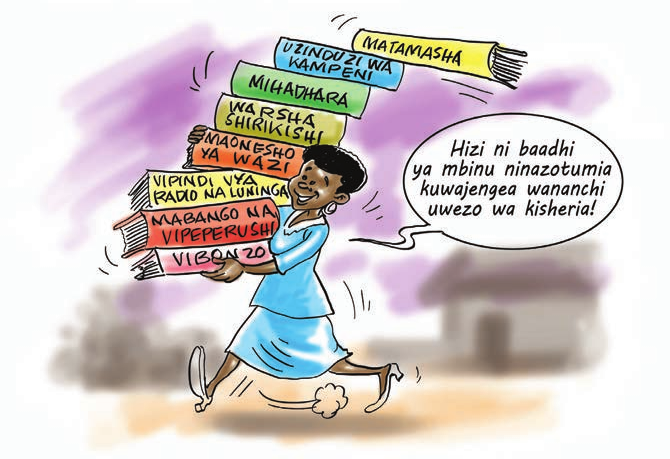 MATAMASHA
UZINDUZI WA
KAMPENI
MIHADHARA
WARSHA
SHIRIKISHI
MAONESHO
YA WAZI
VIPINDI VYA
RADIO NA LUNINGA
MABANGO NA
VIPEPERUSHI
VIBONZO
Hizi ni baadhi
ya mbinu ninazotumia
kuwajengea wananchi
uwezo wa kisheria!